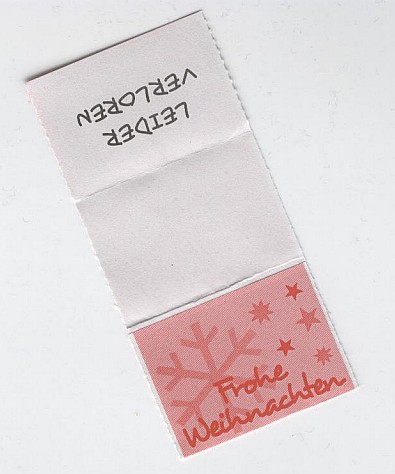 LEIDER
VERLOREN
Frohe
Weihnachten